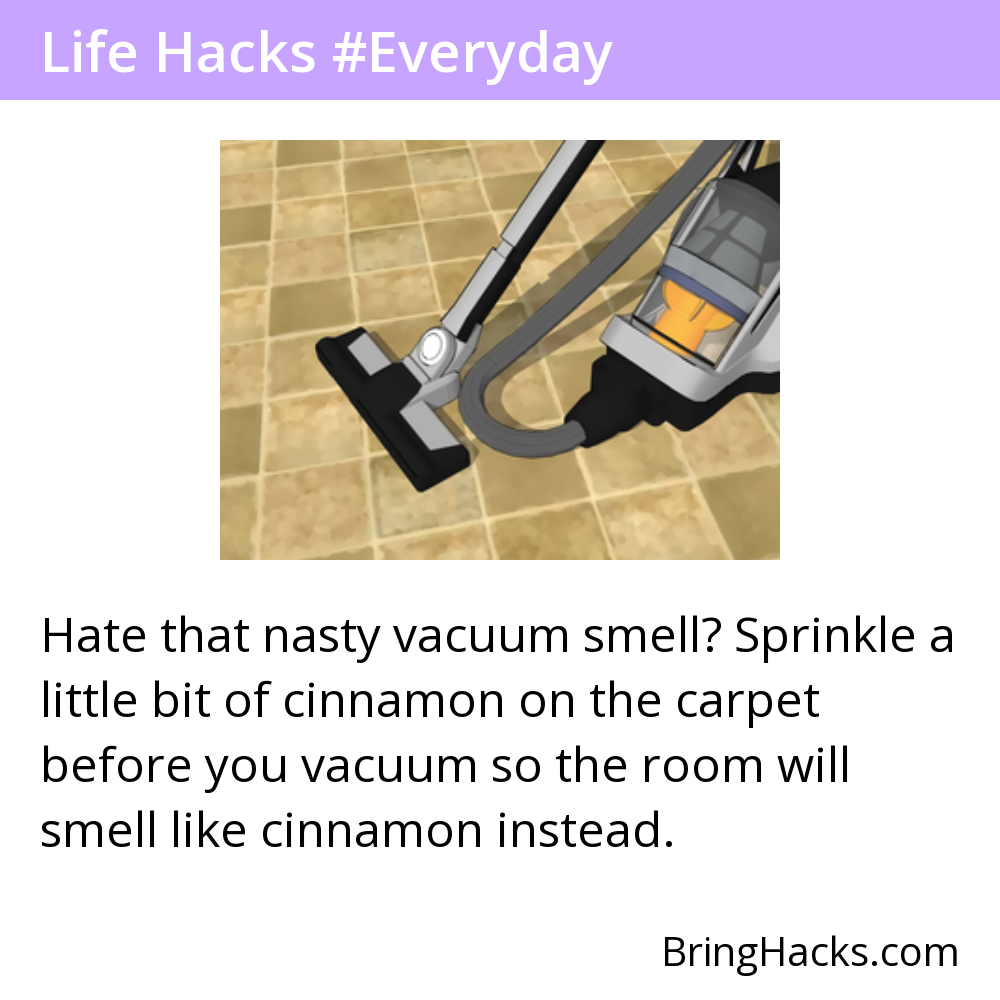 Life Hacks #Everyday
Hate that nasty vacuum smell? Sprinkle a
little bit of cinnamon on the carpet
before you vacuum so the room will
smell like cinnamon instead.
BringHacks.com